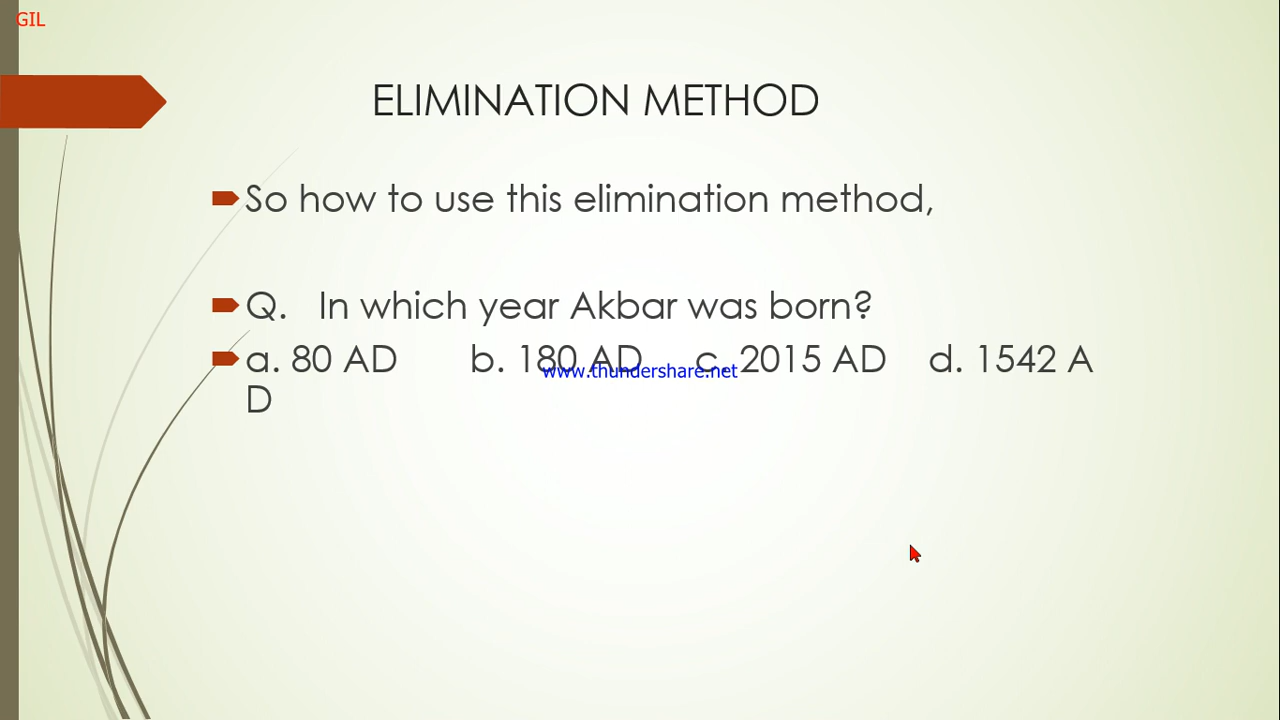 GIL
ELIMINATION METHOD
So how to use this elimination method,
Q. In which year Akbar was born?
a. 80 AD b. 180 AD c. 2015 AD d. 1542 A
D
www.thundershare.net